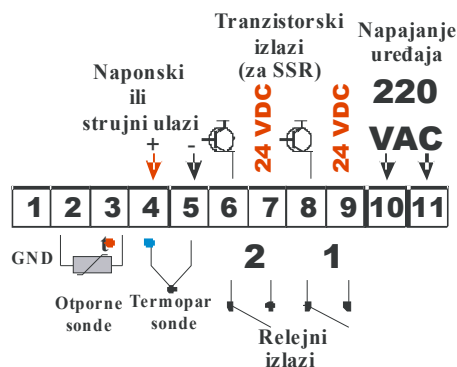 Tranzistorski
izlazi
(za SSR)
Napajanje
uređaja
220
VAC
Naponski
ili
strujni ulazi
+ -
24 VDC
24 VDC
1 2 3 4 5 6 7 8 9 10 11
GND
t
2 1
Otporne
sonde
Termopar
sonde
Relejni
izlazi